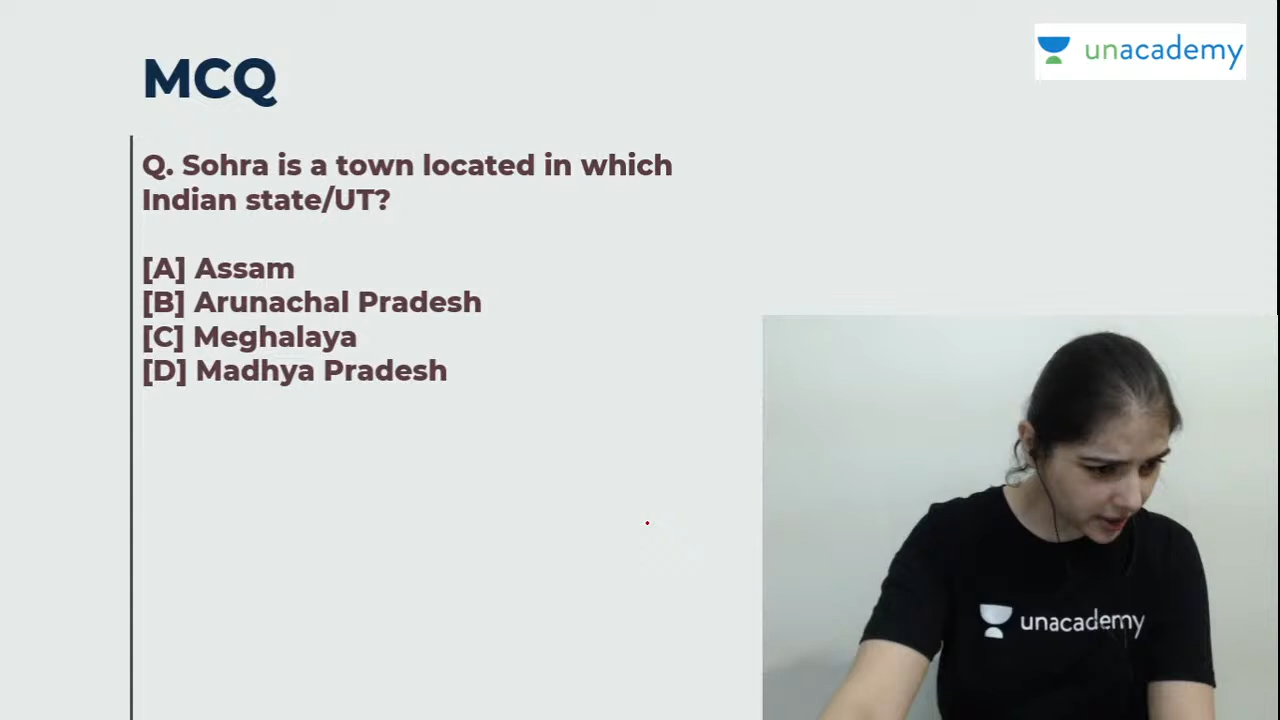 unacademy
MCQ
Q. Sohra is a town located in which
Indian state/UT?
[A] Assam
[B] Arunachal Pradesh
[C] Meghalaya
[D] Madhya Pradesh
unacademy